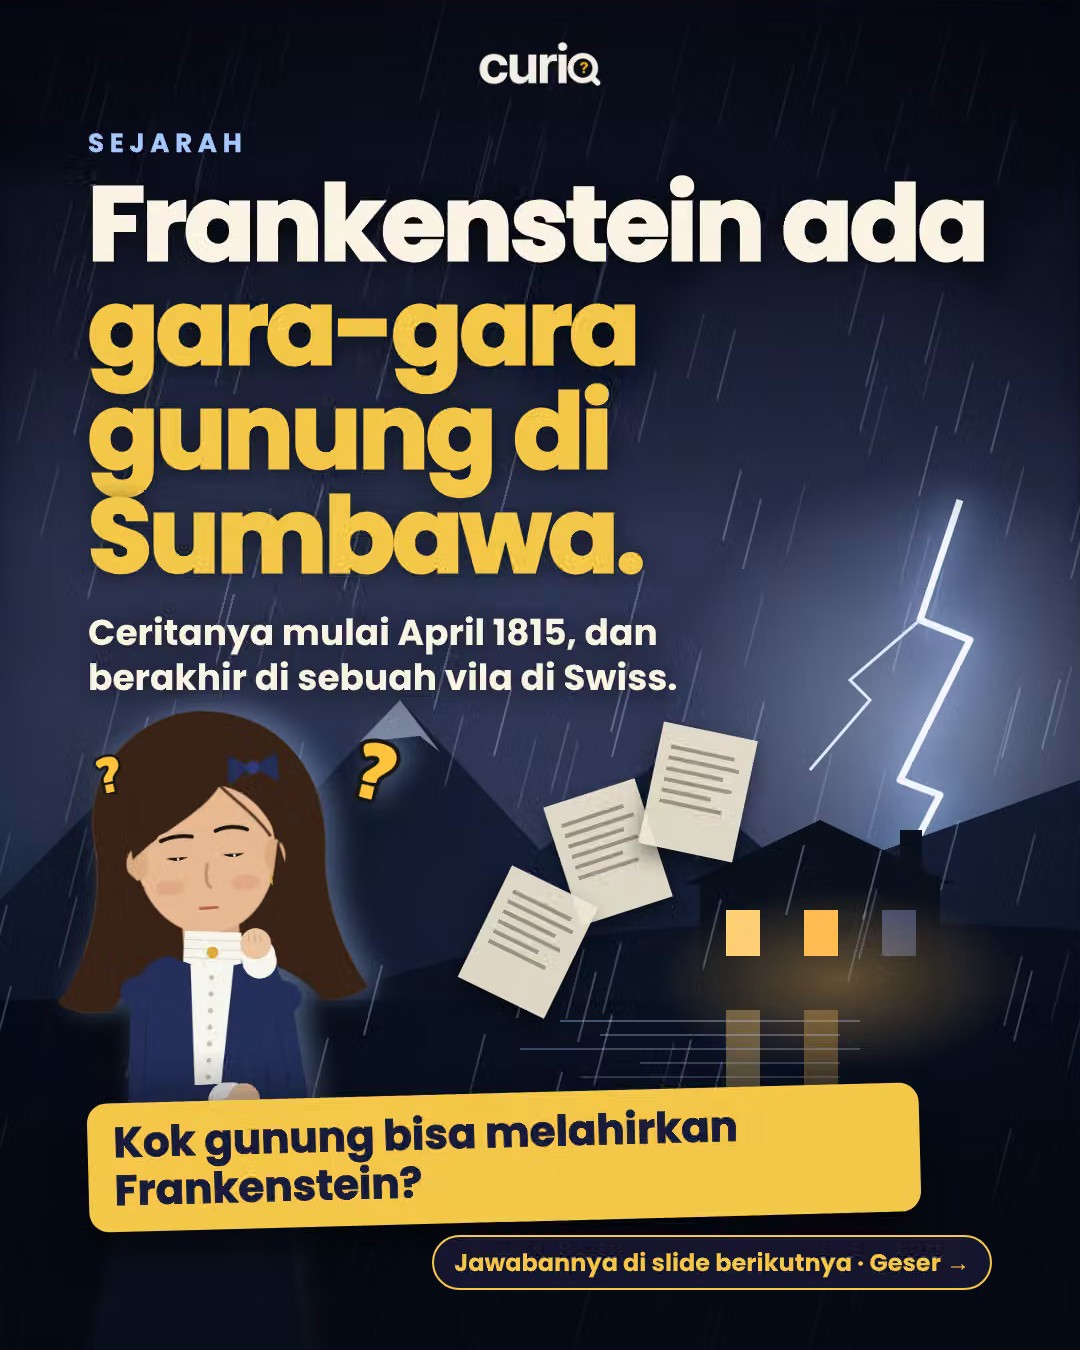 curio
SEJARAH
Frankenstein ada
gara-gara
gunung di
Sumbawa.
Ceritanya mulai April 1815, dan
berakhir di sebuah vila di Swiss.
?
?
Kok gunung bisa melahirkan
Frankenstein?
Jawabannya di slide berikutnya · Geser →